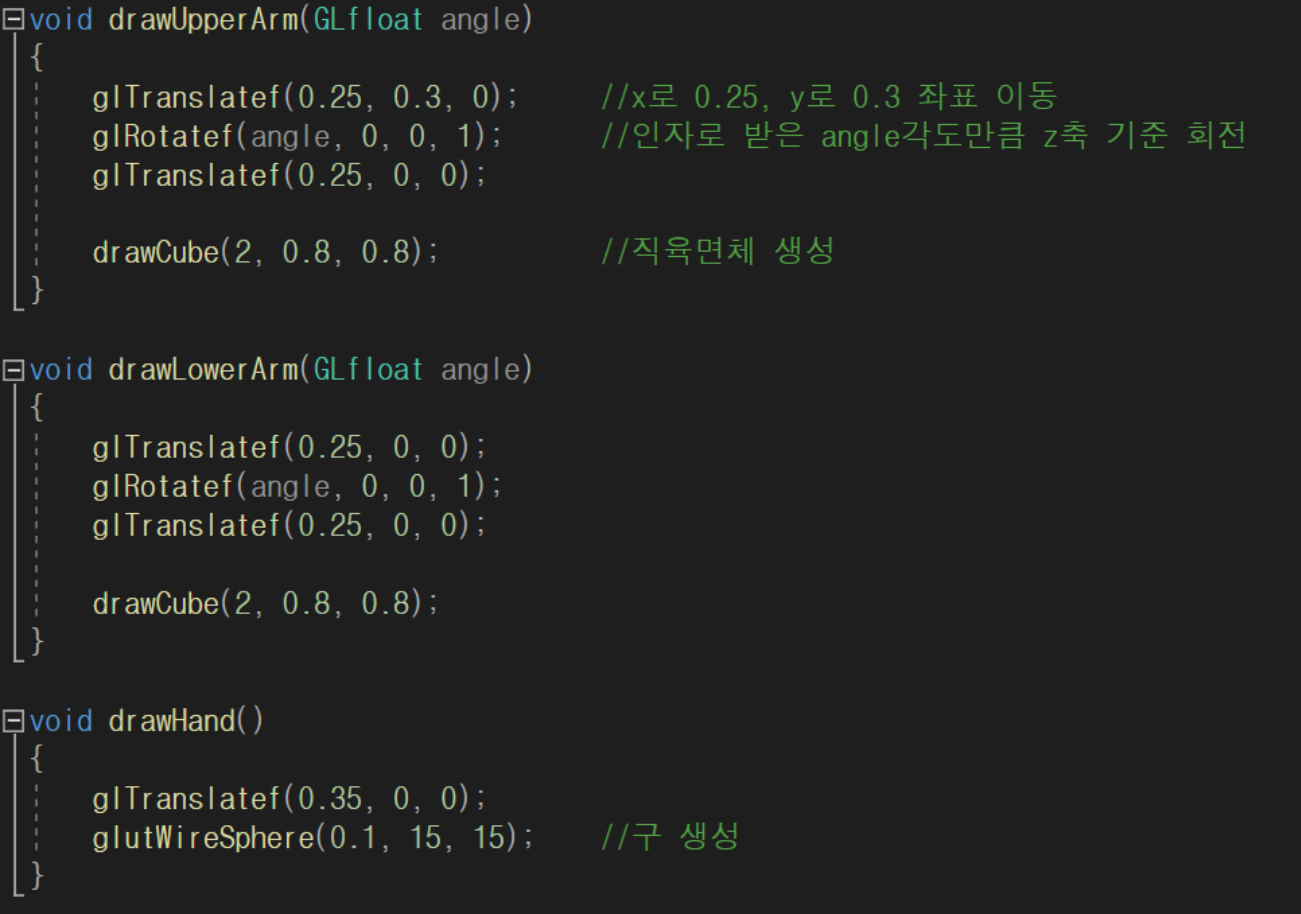 void drawUpperArm(GLfloat angle)
{
glTranslatef(0.25, 0.3, 0); //x로 0.25, y로 0.3 좌표 이동
glRotatef(angle, 0, 0, 1); //인자로 받은 angle각도만큼 z축 기준 회전
glTranslatef(0.25, 0, 0);
drawCube(2, 0.8, 0.8); //직육면체 생성
}
void drawLowerArm(GLfloat angle)
{
glTranslatef(0.25, 0, 0);
glRotatef(angle, 0, 0, 1);
glTranslatef(0.25, 0, 0);
drawCube(2, 0.8, 0.8);
}
void drawHand()
{
glTranslatef(0.35, 0, 0);
glutWireSphere(0.1, 15, 15); //구 생성
}